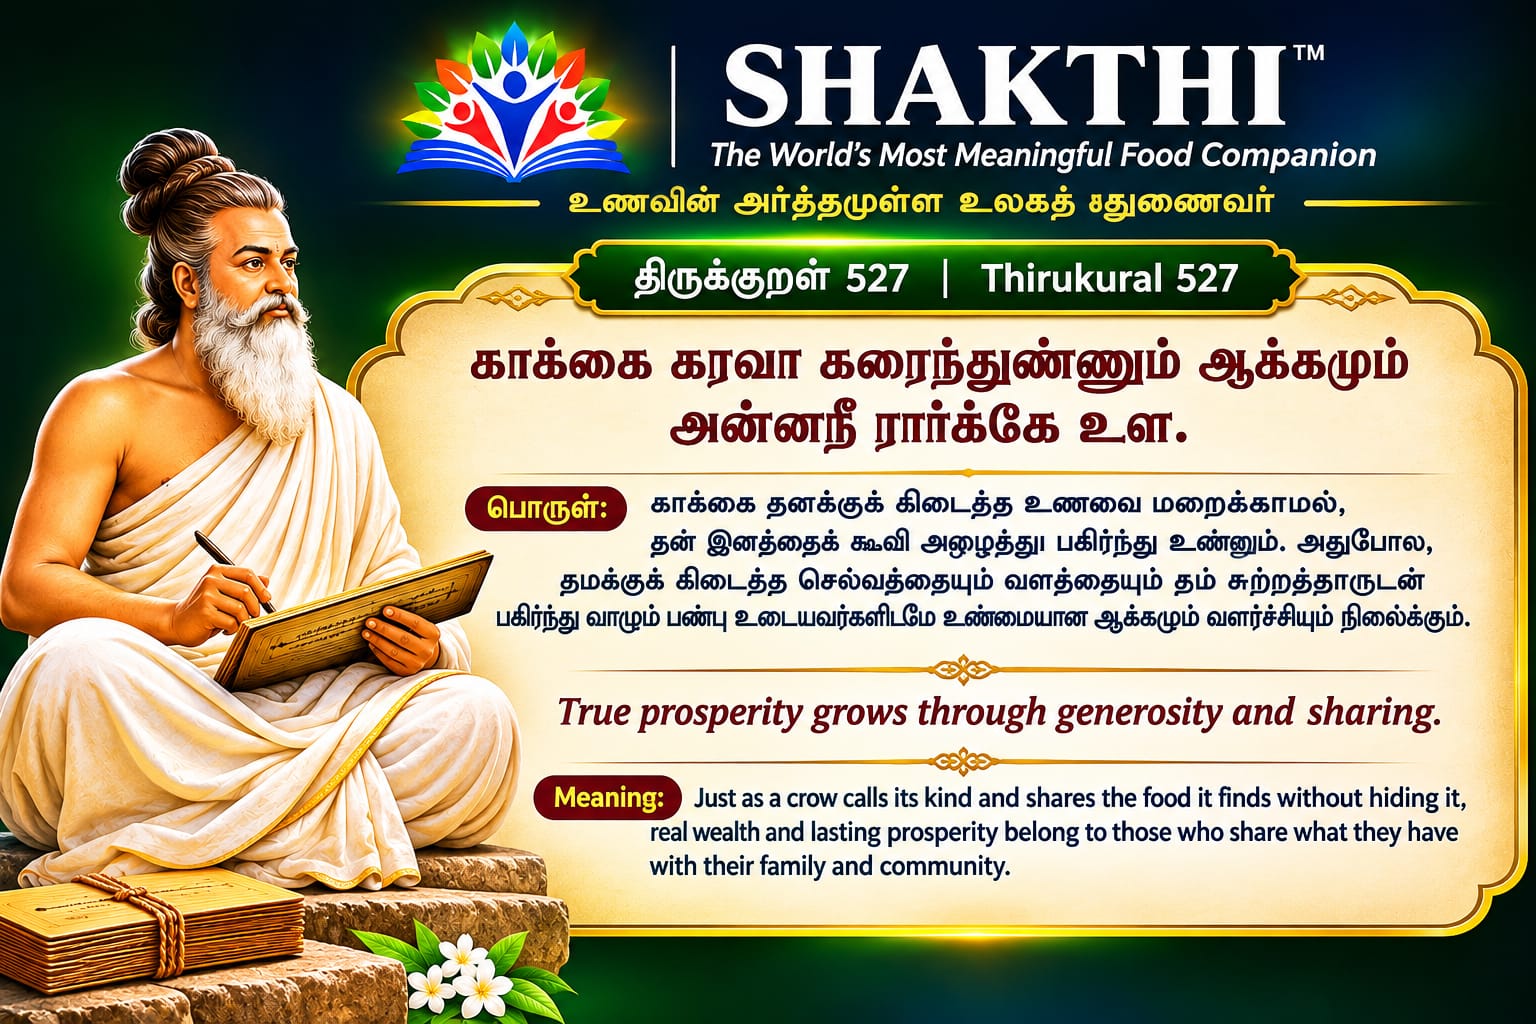 SHAKTHI™
The World's Most Meaningful Food Companion
உணவின் அர்த்தமுள்ள உலகத் துணைவர்
திருக்குறள் 527 | Thirukural 527
காக்கை கரவா கரைந்துண்ணும் ஆக்கமும்
அன்னநீ ரார்க்கே உள.
பொருள்: காக்கை தனக்குக் கிடைத்த உணவை மறைக்காமல்,
தன் இனத்தைக் கூவி அழைத்து பகிர்ந்து உண்ணும். அதுபோல,
தமக்குக் கிடைத்த செல்வத்தையும் வளத்தையும் தம் சுற்றத்தாருடன்
பகிர்ந்து வாழும் பண்பு உடையவர்களிடமே உண்மையான ஆக்கமும் வளர்ச்சியும் நிலைக்கும்.
True prosperity grows through generosity and sharing.
Meaning: Just as a crow calls its kind and shares the food it finds without hiding it,
real wealth and lasting prosperity belong to those who share what they have
with their family and community.